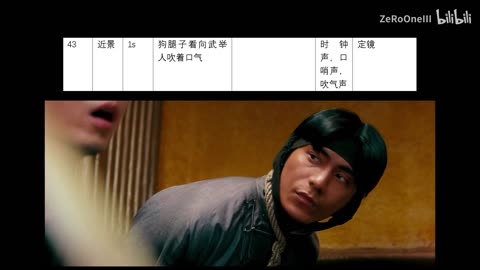 ZeRoOneIII bilibili
43 近景 1s 狗腿子看向武举 时钟
人吹着口气 声，口 定镜
哨声，
吹气声